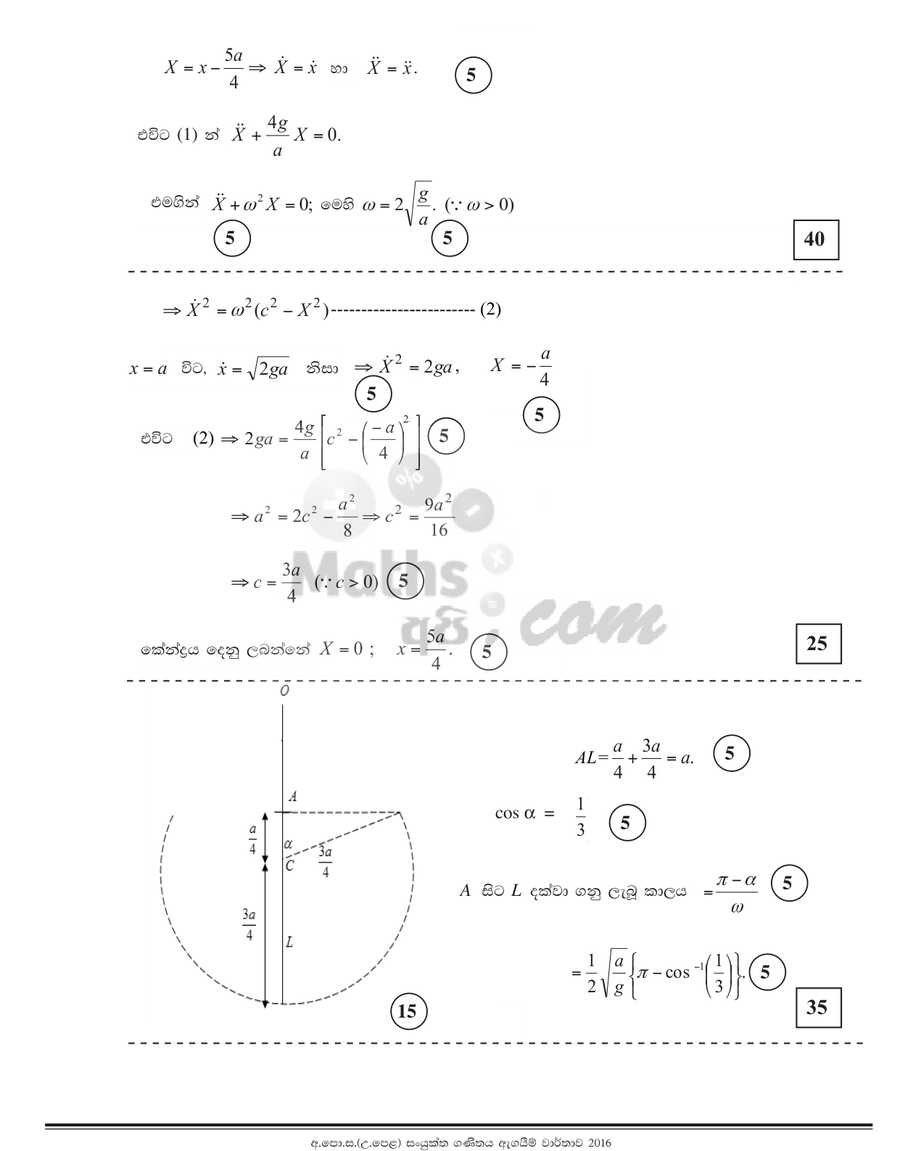 X = x − 5a/4 ⇒ Ẋ = ẋ හා Ẍ = ẍ. 5
එවිට (1) න් Ẍ + 4g/a X = 0.
එමගින් Ẍ + ω² X = 0; මෙහි ω = 2√(g/a). (∵ ω > 0)
5 5 40
⇒ Ẋ² = ω²(c² − X²)------------------------ (2)
x = a විට, ẋ = √2ga නිසා ⇒ Ẋ² = 2ga, X = − a/4
5 5
එවිට (2) ⇒ 2ga = 4g/a [c² − (−a/4)²] 5
⇒ a² = 2c² − a²/8 ⇒ c² = 9a²/16
Maths
⇒ c = 3a/4 (∵ c > 0) 5
අපි . com
කේන්ද්‍රය දෙනු ලබන්නේ X = 0 ; x = 5a/4 . 5 25
O
AL = a/4 + 3a/4 = a. 5
A
cos α = 1/3 5
a/4 α
C 3a/4
A සිට L දක්වා ගනු ලැබූ කාලය = (π − α)/ω 5
3a/4
L
= 1/2 √(a/g) {π − cos⁻¹(1/3)}. 5
15 35
අ.පො.ස.(උ.පෙළ) සංයුක්ත ගණිතය ඇගයීම් වාර්තාව 2016